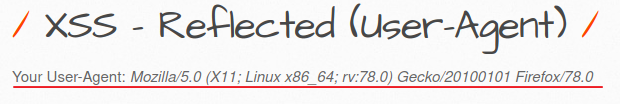 / XSS - Reflected (User-Agent) /
Your User-Agent: Mozilla/5.0 (X11; Linux x86_64; rv:78.0) Gecko/20100101 Firefox/78.0